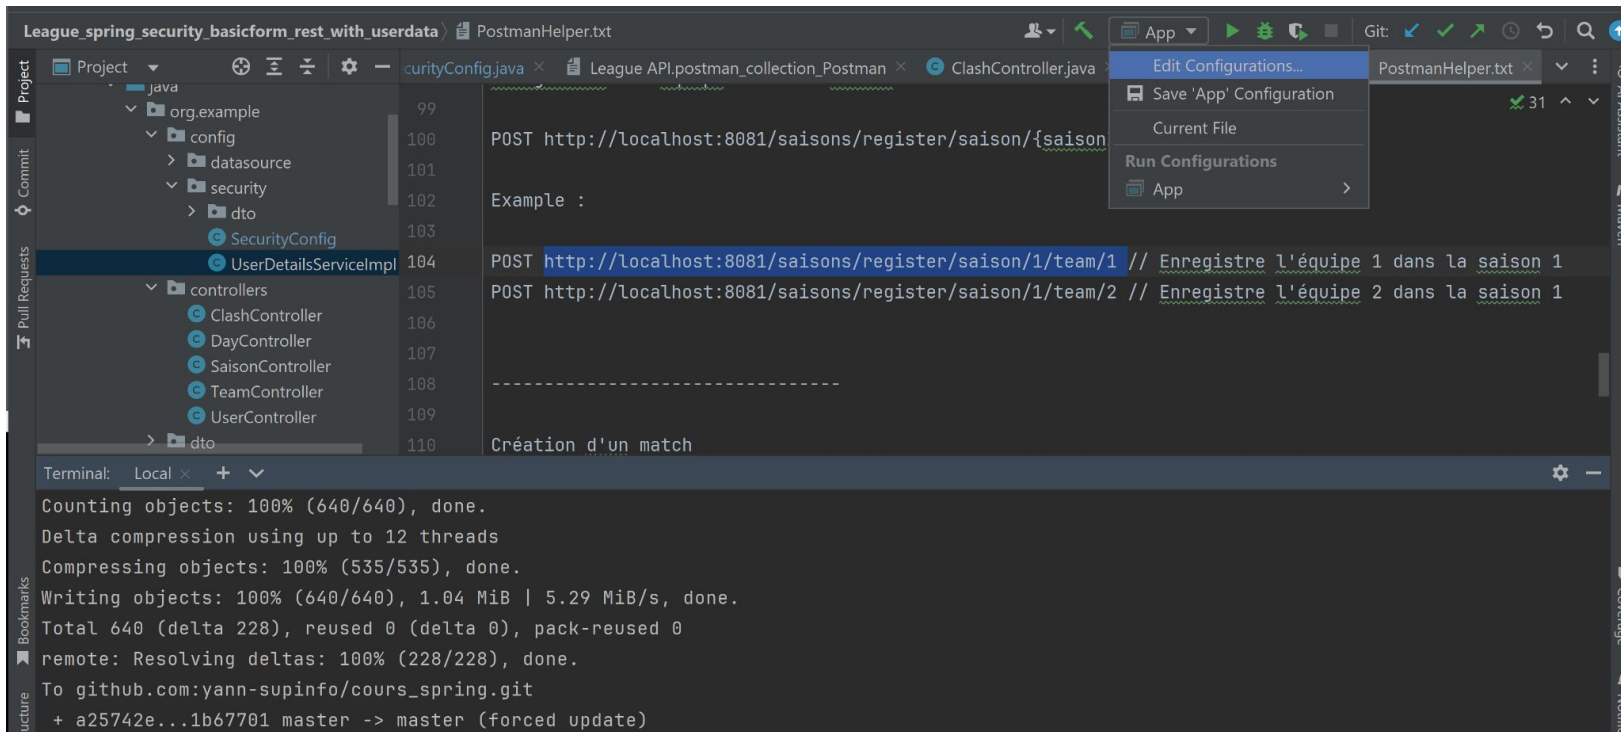 League_spring_security_basicform_rest_with_userdata PostmanHelper.txt
App
Git:
Project
curityConfig.java
League API.postman_collection_Postman
ClashController.java
PostmanHelper.txt
Edit Configurations...
Save 'App' Configuration
Current File
Run Configurations
App
31
Project
Commit
Pull Requests
Bookmarks
java
org.example
config
datasource
security
dto
SecurityConfig
UserDetailsServiceImpl
controllers
ClashController
DayController
SaisonController
TeamController
UserController
dto
99
100 POST http://localhost:8081/saisons/register/saison/{saison
101
102 Example :
103
104 POST http://localhost:8081/saisons/register/saison/1/team/1 // Enregistre l'équipe 1 dans la saison 1
105 POST http://localhost:8081/saisons/register/saison/1/team/2 // Enregistre l'équipe 2 dans la saison 1
106
107
108 ---------------------------------
109
110 Création d'un match
Terminal: Local
Counting objects: 100% (640/640), done.
Delta compression using up to 12 threads
Compressing objects: 100% (535/535), done.
Writing objects: 100% (640/640), 1.04 MiB | 5.29 MiB/s, done.
Total 640 (delta 228), reused 0 (delta 0), pack-reused 0
remote: Resolving deltas: 100% (228/228), done.
To github.com:yann-supinfo/cours_spring.git
+ a25742e...1b67701 master -> master (forced update)